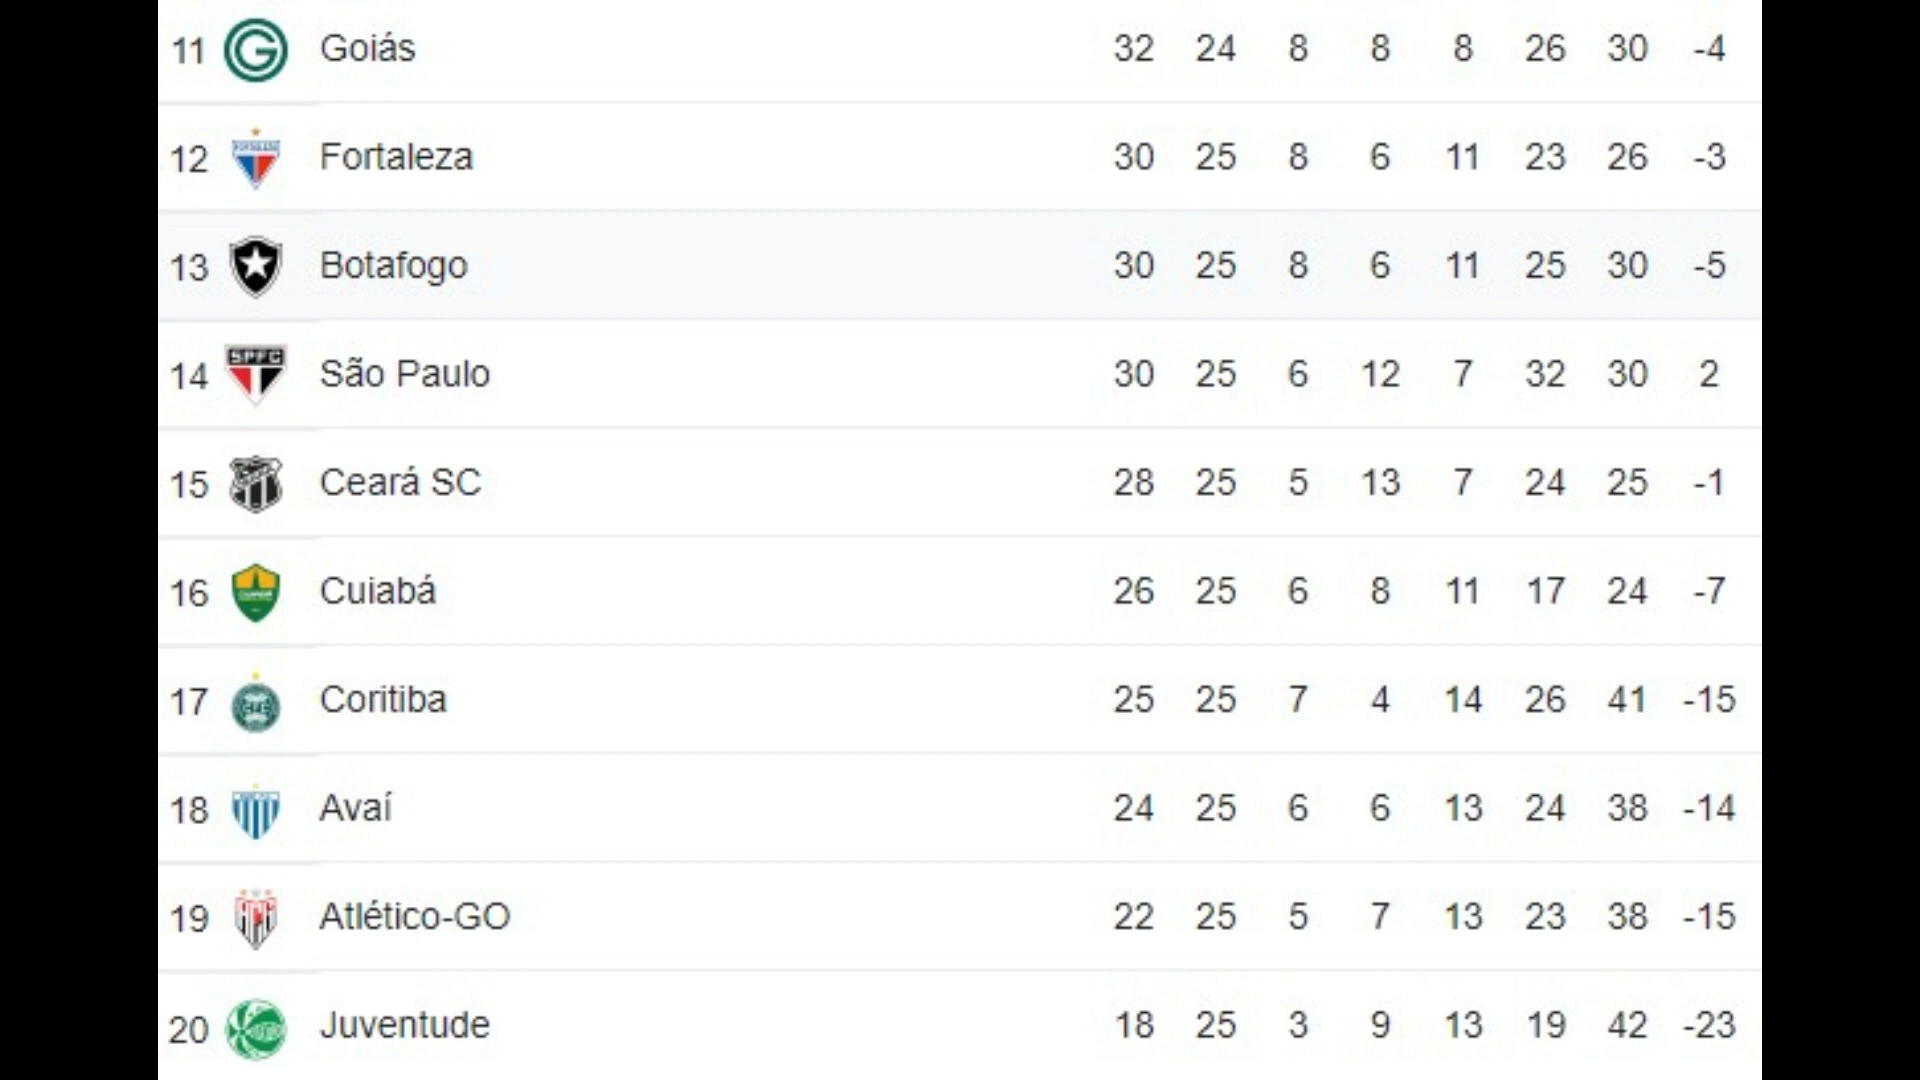 11 Goiás 32 24 8 8 8 26 30 -4
12 Fortaleza 30 25 8 6 11 23 26 -3
13 Botafogo 30 25 8 6 11 25 30 -5
SPFC
14 São Paulo 30 25 6 12 7 32 30 2
15 Ceará SC 28 25 5 13 7 24 25 -1
16 Cuiabá 26 25 6 8 11 17 24 -7
17 Coritiba 25 25 7 4 14 26 41 -15
18 Avaí 24 25 6 6 13 24 38 -14
19 Atlético-GO 22 25 5 7 13 23 38 -15
20 Juventude 18 25 3 9 13 19 42 -23